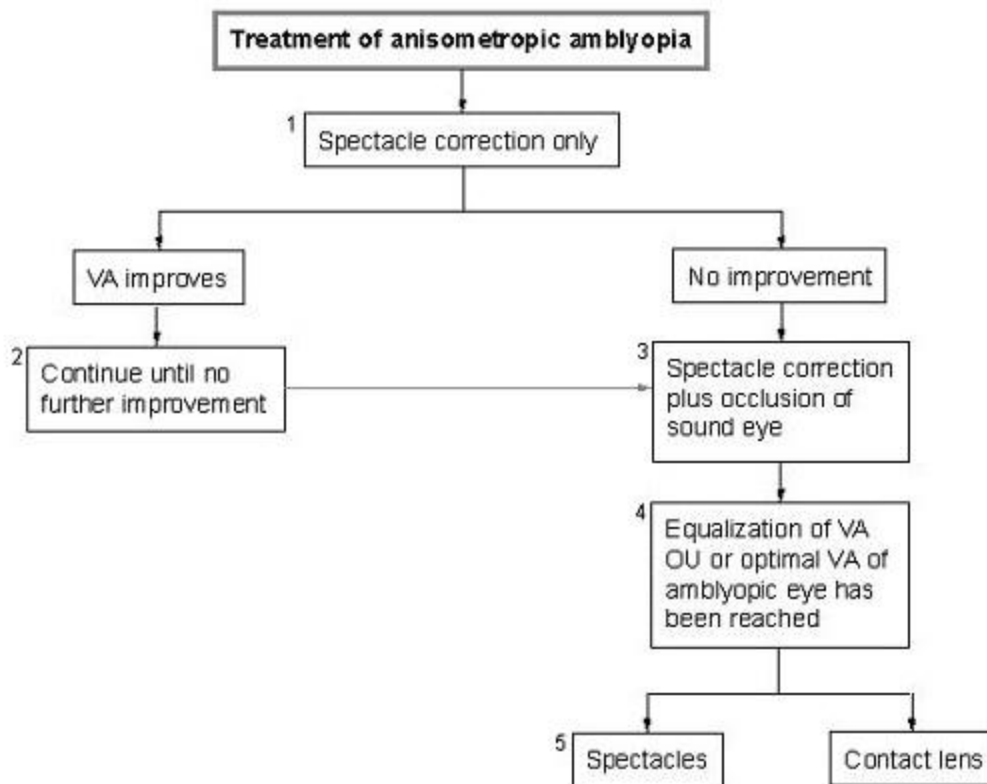 Treatment of anisometropic amblyopia
1
Spectacle correction only
VA improves
No improvement
2
Continue until no
further improvement
3
Spectacle correction
plus occlusion of
sound eye
4
Equalization of VA
OU or optimal VA of
amblyopic eye has
been reached
5
Spectacles
Contact lens